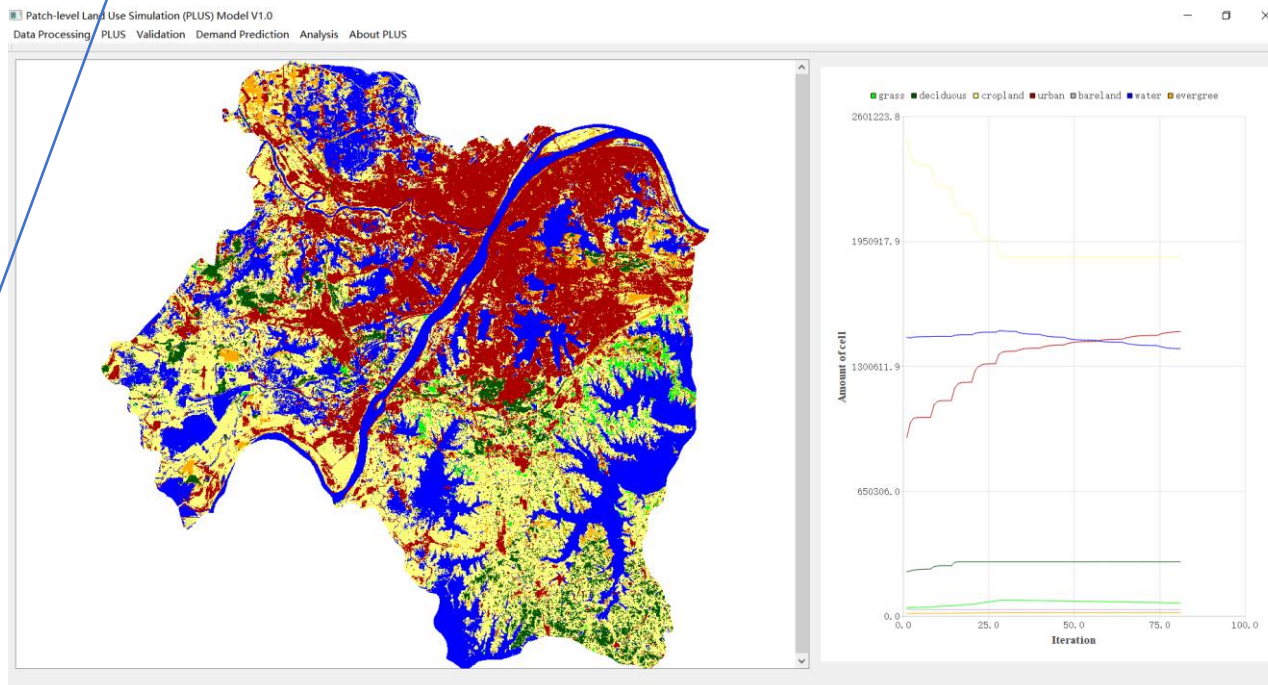 Patch-level Land Use Simulation (PLUS) Model V1.0
Data Processing PLUS Validation Demand Prediction Analysis About PLUS
grass deciduous cropland urban bareland water evergree
2601223.8
1950917.9
1300611.9
650306.0
0.0
Amount of cell
0.0 25.0 50.0 75.0 100.0
Iteration